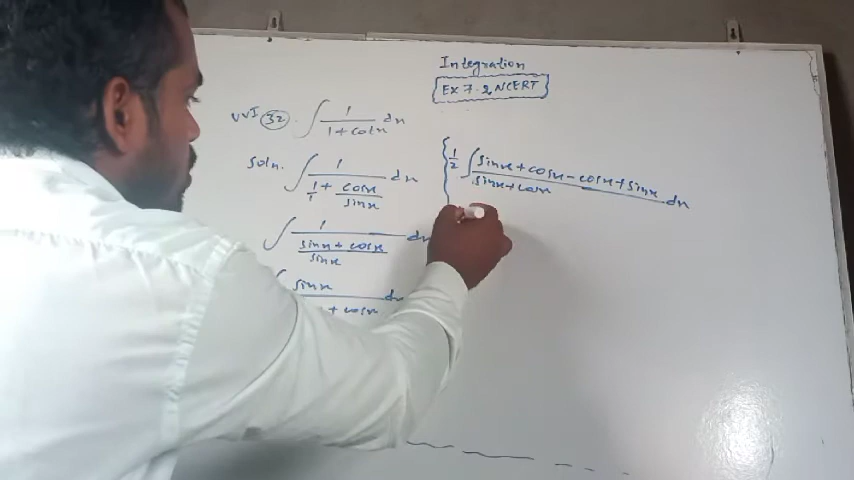 Integration
Ex 7.2 NCERT
VVI 32. ∫ 1 / 1 + cotx dx
Soln. ∫ 1 / 1/1 + cosx/sinx dx
∫ 1 / sinx + cosx / sinx dx
∫ sinx / + cosx dx
1/2 ∫ sinx + cosx - cosx + sinx / sinx + cosx dx